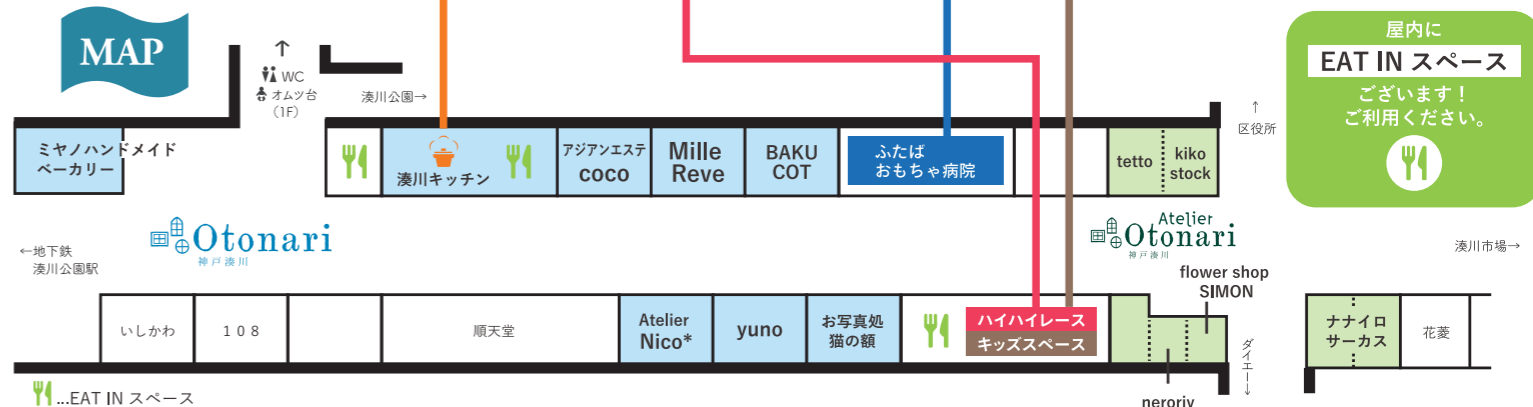 MAP
↑
WC
オムツ台
(1F)
湊川公園→
↑
区役所
屋内に
EAT IN スペース
ございます！
ご利用ください。
ミヤノハンドメイド
ベーカリー
湊川キッチン
アジアンエステ
coco
Mille
Reve
BAKU
COT
ふたば
おもちゃ病院
tetto
kiko
stock
←地下鉄
湊川公園駅
Otonari
神戸湊川
Atelier
Otonari
神戸湊川
湊川市場→
flower shop
SIMON
いしかわ
108
順天堂
Atelier
Nico*
yuno
お写真処
猫の額
ハイハイレース
キッズスペース
neroriy
ダイエー→
ナナイロ
サーカス
花菱
...EAT IN スペース